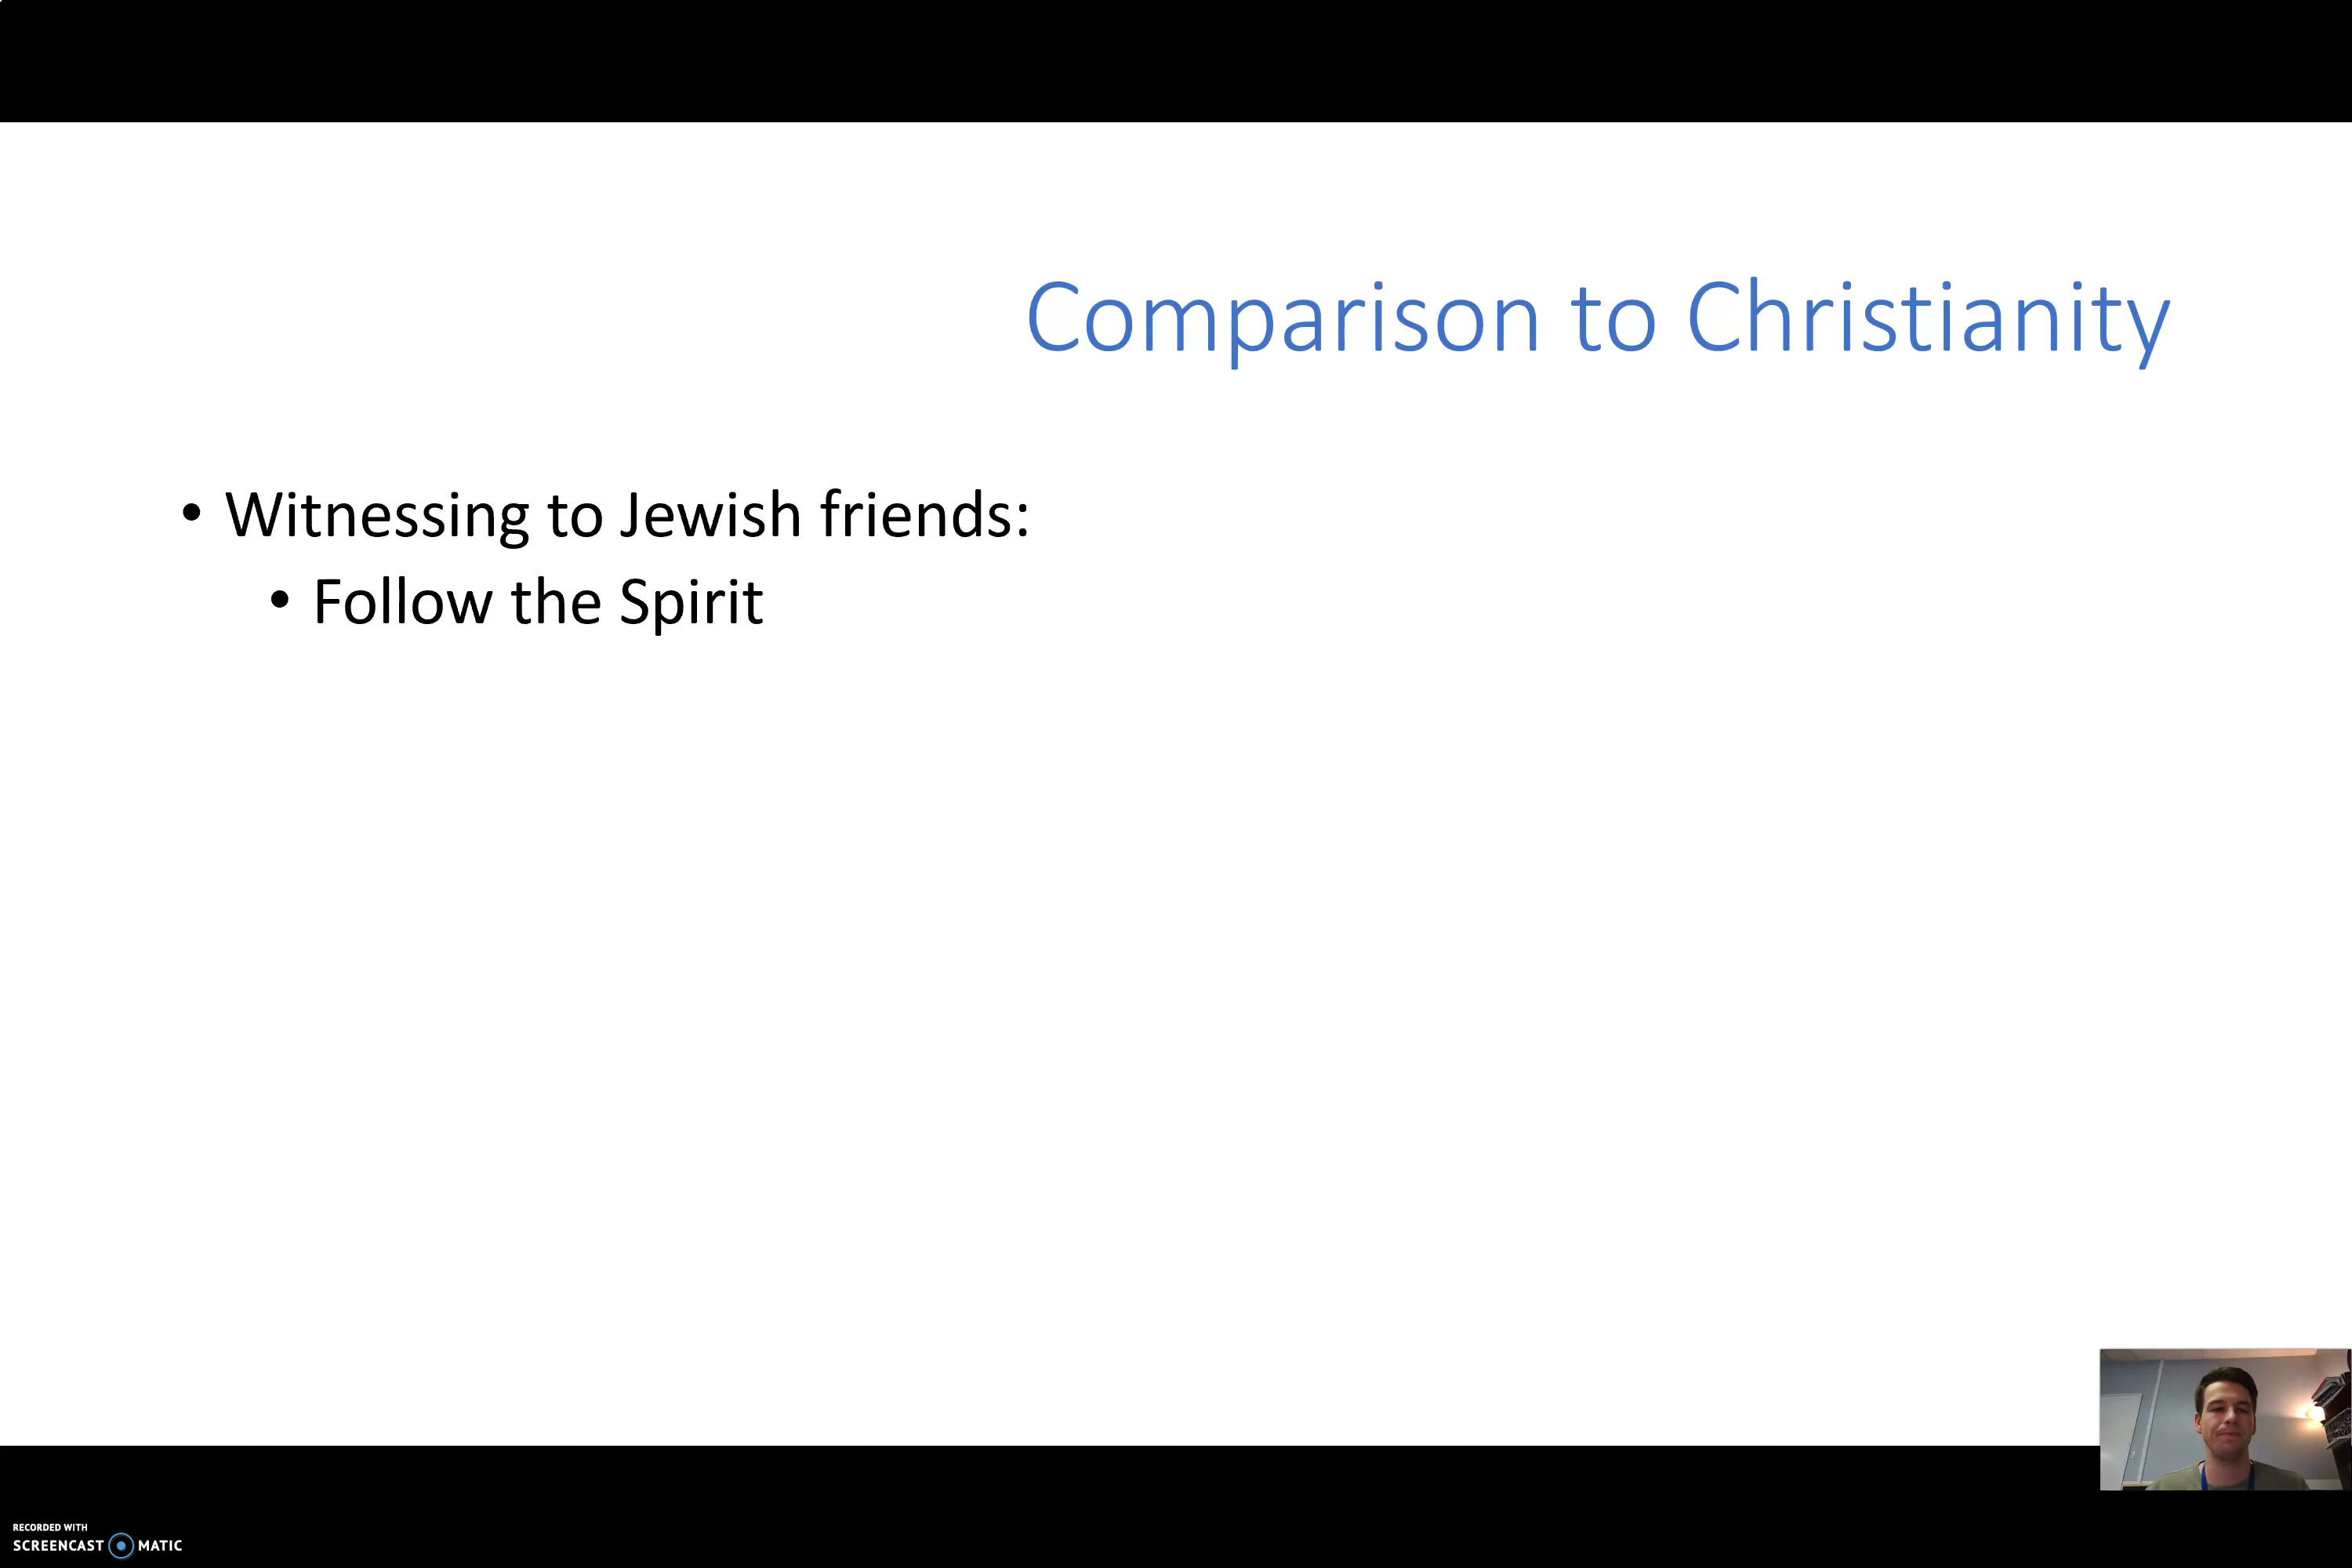 Comparison to Christianity
• Witnessing to Jewish friends:
• Follow the Spirit
RECORDED WITH
SCREENCAST MATIC